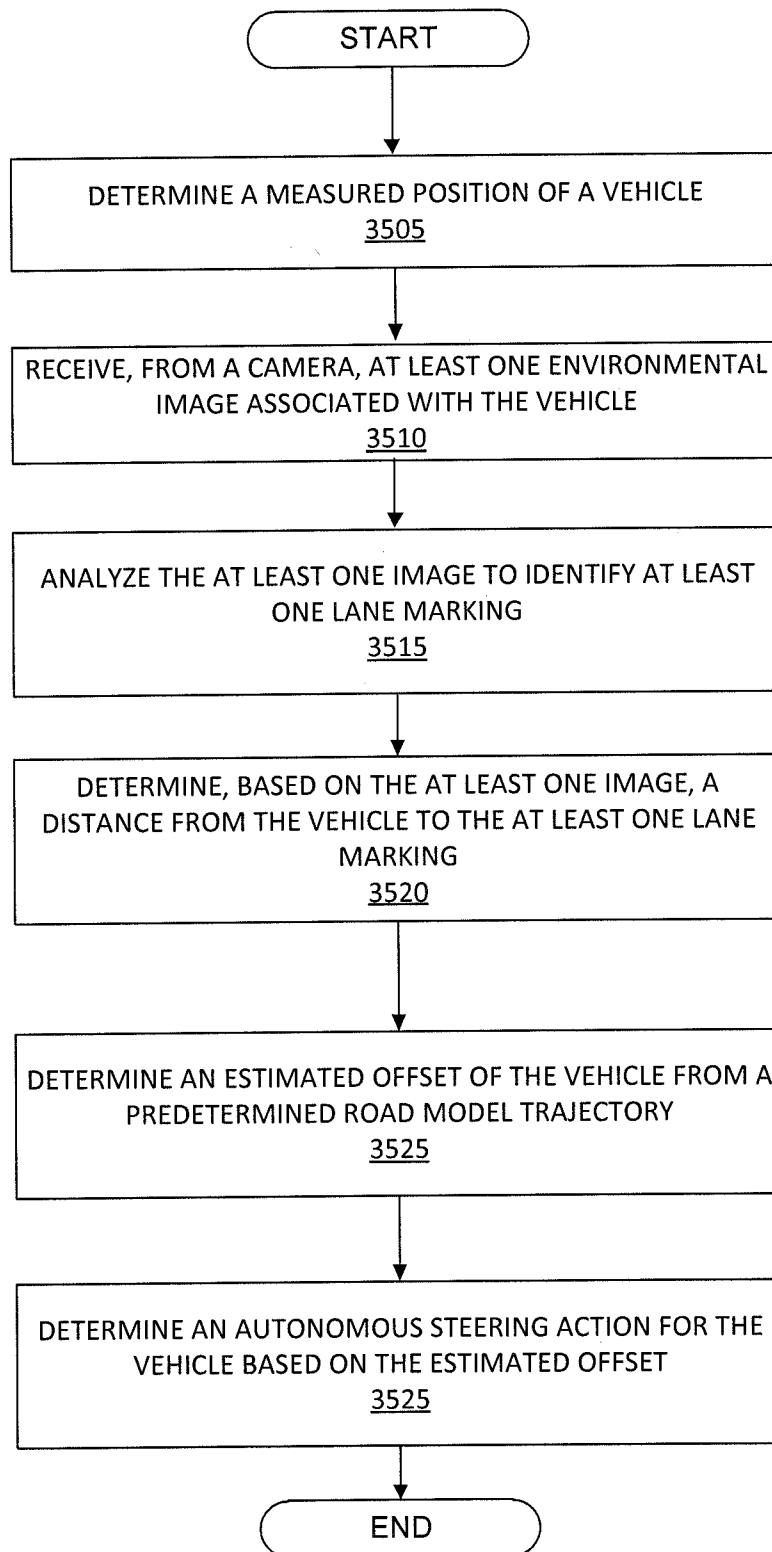 START
DETERMINE A MEASURED POSITION OF A VEHICLE
3505
RECEIVE, FROM A CAMERA, AT LEAST ONE ENVIRONMENTAL
IMAGE ASSOCIATED WITH THE VEHICLE
3510
ANALYZE THE AT LEAST ONE IMAGE TO IDENTIFY AT LEAST
ONE LANE MARKING
3515
DETERMINE, BASED ON THE AT LEAST ONE IMAGE, A
DISTANCE FROM THE VEHICLE TO THE AT LEAST ONE LANE
MARKING
3520
DETERMINE AN ESTIMATED OFFSET OF THE VEHICLE FROM A
PREDETERMINED ROAD MODEL TRAJECTORY
3525
DETERMINE AN AUTONOMOUS STEERING ACTION FOR THE
VEHICLE BASED ON THE ESTIMATED OFFSET
3525
END